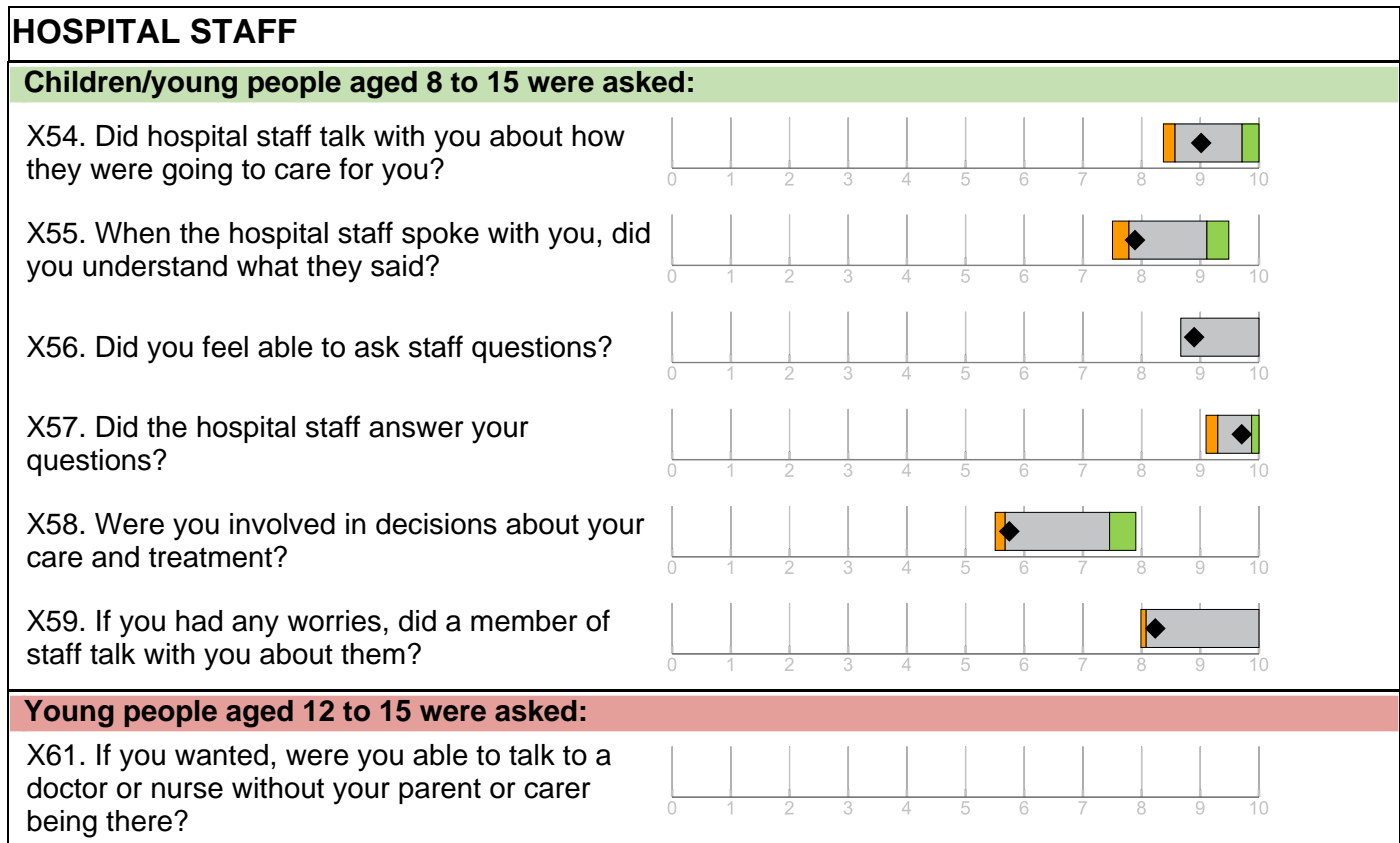 HOSPITAL STAFF
Children/young people aged 8 to 15 were asked:
X54. Did hospital staff talk with you about how
they were going to care for you?
0 1 2 3 4 5 6 7 8 9 10
X55. When the hospital staff spoke with you, did
you understand what they said?
0 1 2 3 4 5 6 7 8 9 10
X56. Did you feel able to ask staff questions?
0 1 2 3 4 5 6 7 8 9 10
X57. Did the hospital staff answer your
questions?
0 1 2 3 4 5 6 7 8 9 10
X58. Were you involved in decisions about your
care and treatment?
0 1 2 3 4 5 6 7 8 9 10
X59. If you had any worries, did a member of
staff talk with you about them?
0 1 2 3 4 5 6 7 8 9 10
Young people aged 12 to 15 were asked:
X61. If you wanted, were you able to talk to a
doctor or nurse without your parent or carer
being there?
0 1 2 3 4 5 6 7 8 9 10